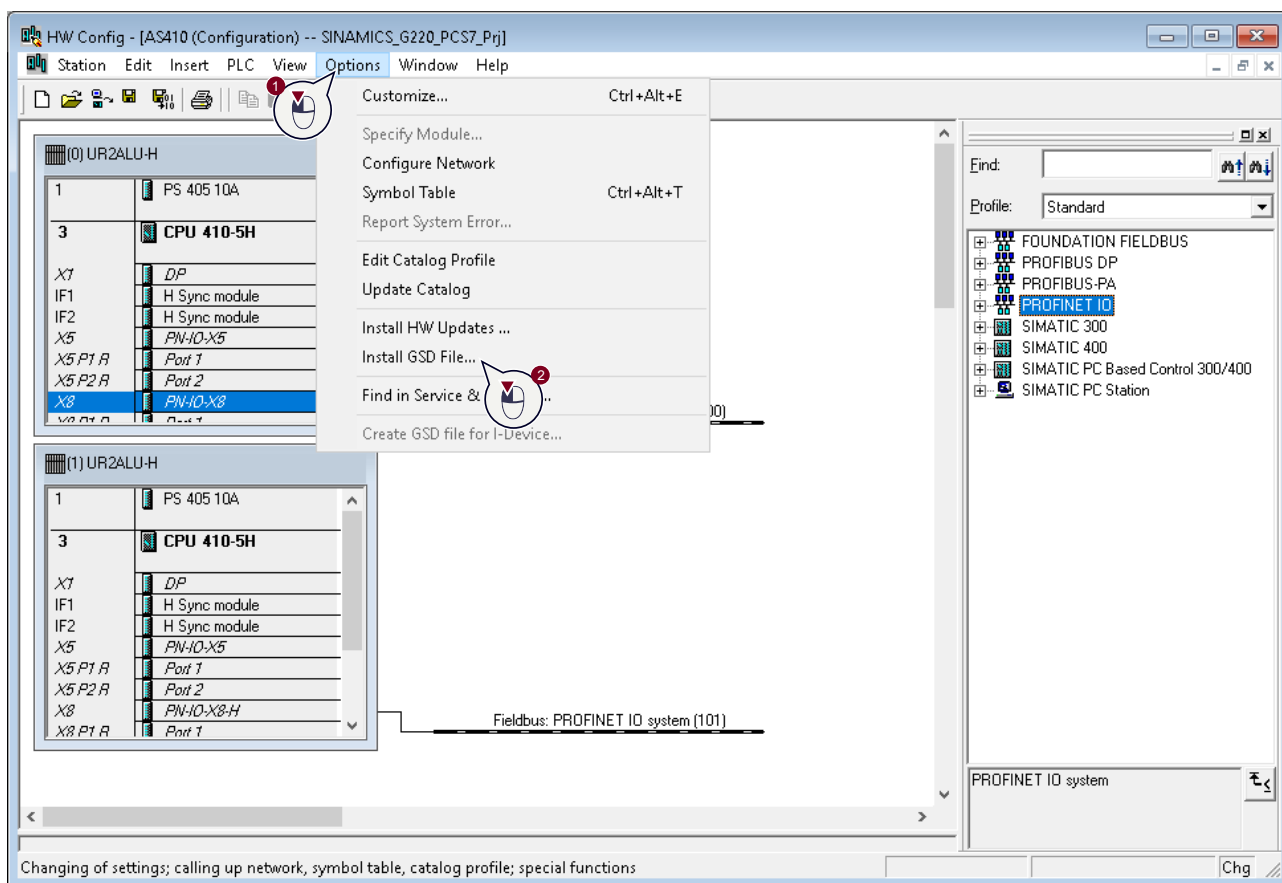 HW Config - [AS410 (Configuration) -- SINAMICS_G220_PCS7_Prj]
Station Edit Insert PLC View Options Window Help
1
Customize... Ctrl+Alt+E
Specify Module...
Configure Network
Symbol Table Ctrl+Alt+T
Report System Error...
Edit Catalog Profile
Update Catalog
Install HW Updates ...
Install GSD File...
2
Find in Service & ...
Create GSD file for I-Device...
(0) UR2ALU-H
1 PS 405 10A
3 CPU 410-5H
X1 DP
IF1 H Sync module
IF2 H Sync module
X5 PN-IO-X5
X5 P1 R Port 1
X5 P2 R Port 2
X8 PN-IO-X8
X8 P1 R Port 1
00)
(1) UR2ALU-H
1 PS 405 10A
3 CPU 410-5H
X1 DP
IF1 H Sync module
IF2 H Sync module
X5 PN-IO-X5
X5 P1 R Port 1
X5 P2 R Port 2
X8 PN-IO-X8-H
X8 P1 R Port 1
Fieldbus: PROFINET IO system (101)
Find:
Profile: Standard
FOUNDATION FIELDBUS
PROFIBUS DP
PROFIBUS-PA
PROFINET IO
SIMATIC 300
SIMATIC 400
SIMATIC PC Based Control 300/400
SIMATIC PC Station
PROFINET IO system
Changing of settings; calling up network, symbol table, catalog profile; special functions Chg